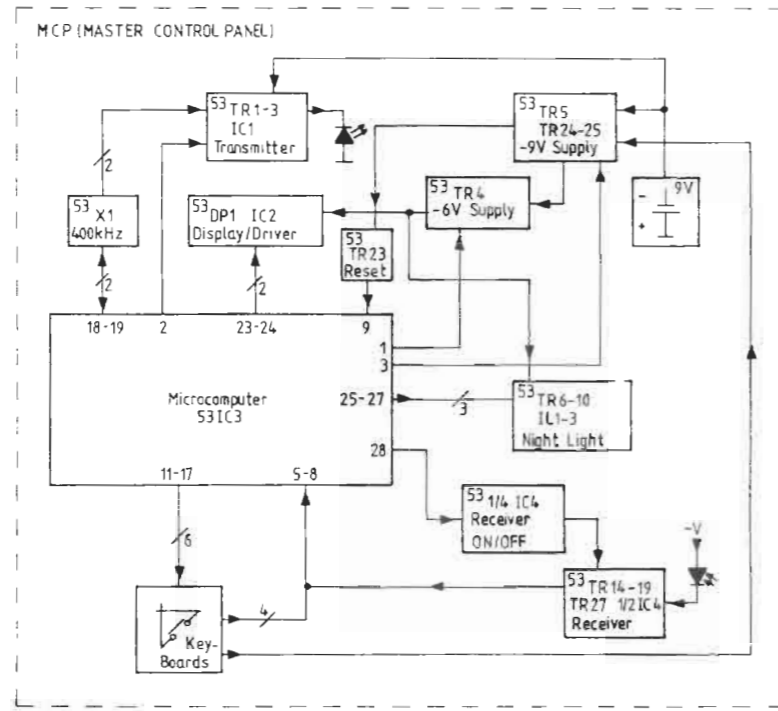 MCP (MASTER CONTROL PANEL)
53 TR1-3
IC1
Transmitter
53 TR5
TR24-25
-9V Supply
9V
-
+
2
53 TR4
-6V Supply
53 X1
400kHz
53 DP1 IC2
Display/Driver
53
TR23
Reset
2
2
18-19
2
23-24
9
1
3
Microcomputer
53IC3
25-27
3
53 TR6-10
IL1-3
Night Light
28
11-17
5-8
53 1/4 IC4
Receiver
ON/OFF
-V
6
53 TR14-19
TR27 1/2 IC4
Receiver
4
Key-
Boards